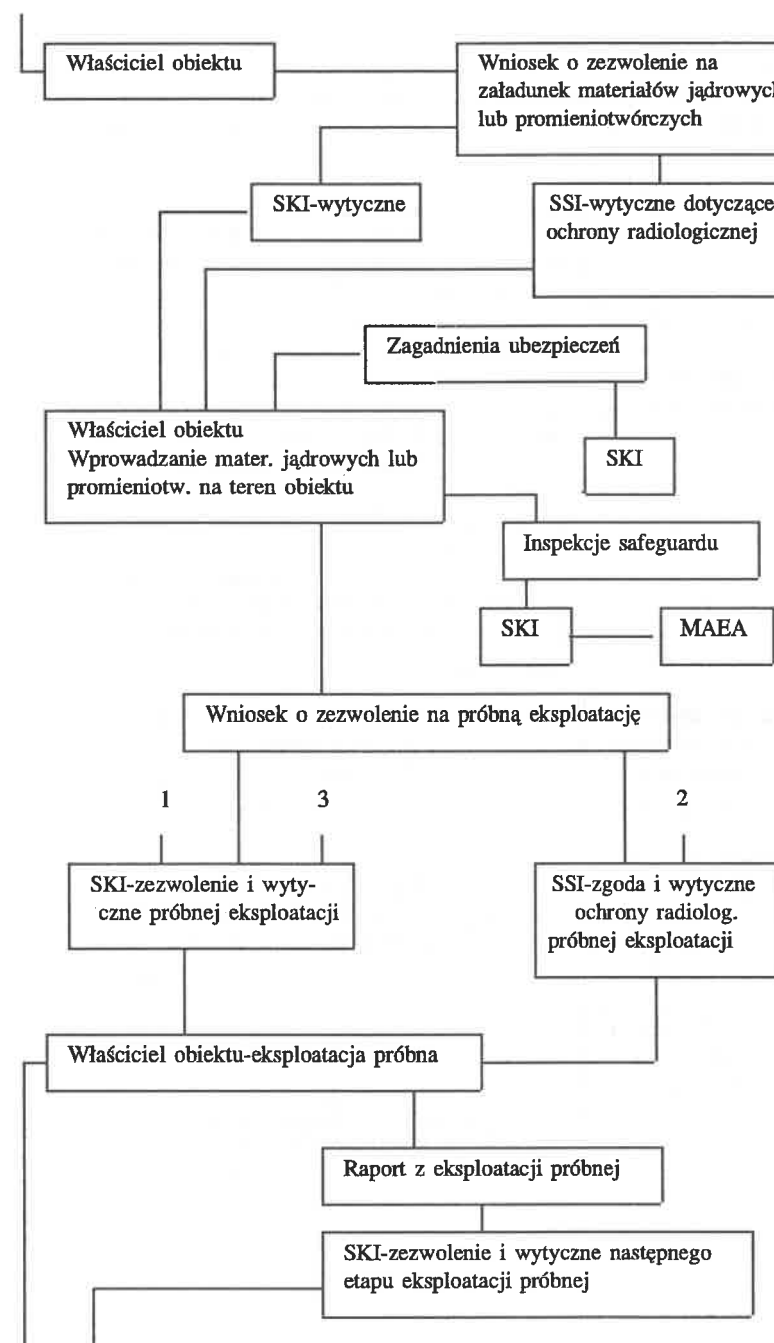 Właściciel obiektu
Wniosek o zezwolenie na
załadunek materiałów jądrowych
lub promieniotwórczych
SKI-wytyczne
SSI-wytyczne dotyczące
ochrony radiologicznej
Zagadnienia ubezpieczeń
Właściciel obiektu
Wprowadzanie mater. jądrowych lub
promieniotw. na teren obiektu
SKI
Inspekcje safeguardu
SKI
MAEA
Wniosek o zezwolenie na próbną eksploatację
1
3
2
SKI-zezwolenie i wyty-
czne próbnej eksploatacji
SSI-zgoda i wytyczne
ochrony radiolog.
próbnej eksploatacji
Właściciel obiektu-eksploatacja próbna
Raport z eksploatacji próbnej
SKI-zezwolenie i wytyczne następnego
etapu eksploatacji próbnej